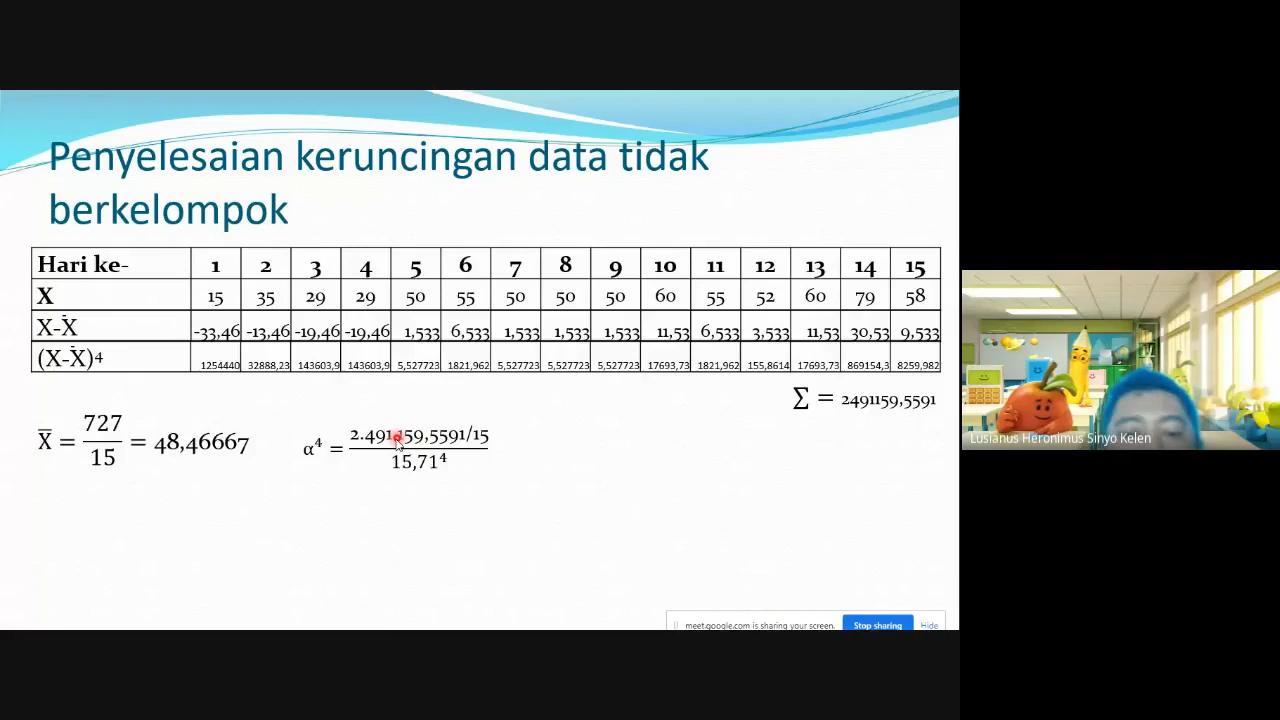 Penyelesaian keruncingan data tidak
berkelompok
Hari ke- 1 2 3 4 5 6 7 8 9 10 11 12 13 14 15
X 15 35 29 29 50 55 50 50 50 60 55 52 60 79 58
X-Ẋ -33,46 -13,46 -19,46 -19,46 1,533 6,533 1,533 1,533 1,533 11,53 6,533 3,533 11,53 30,53 9,533
(X-Ẋ)⁴ 1254440 32888,23 143603,9 143603,9 5,527723 1821,962 5,527723 5,527723 5,527723 17693,73 1821,962 155,8614 17693,73 869154,3 8259,982
∑ = 2491159,5591
X̅ = 727/15 = 48,46667
α⁴ = 2.491.159,5591/15
15,71⁴
Lusianus Heronimus Sinyo Kelen
meet.google.com is sharing your screen. Stop sharing Hide